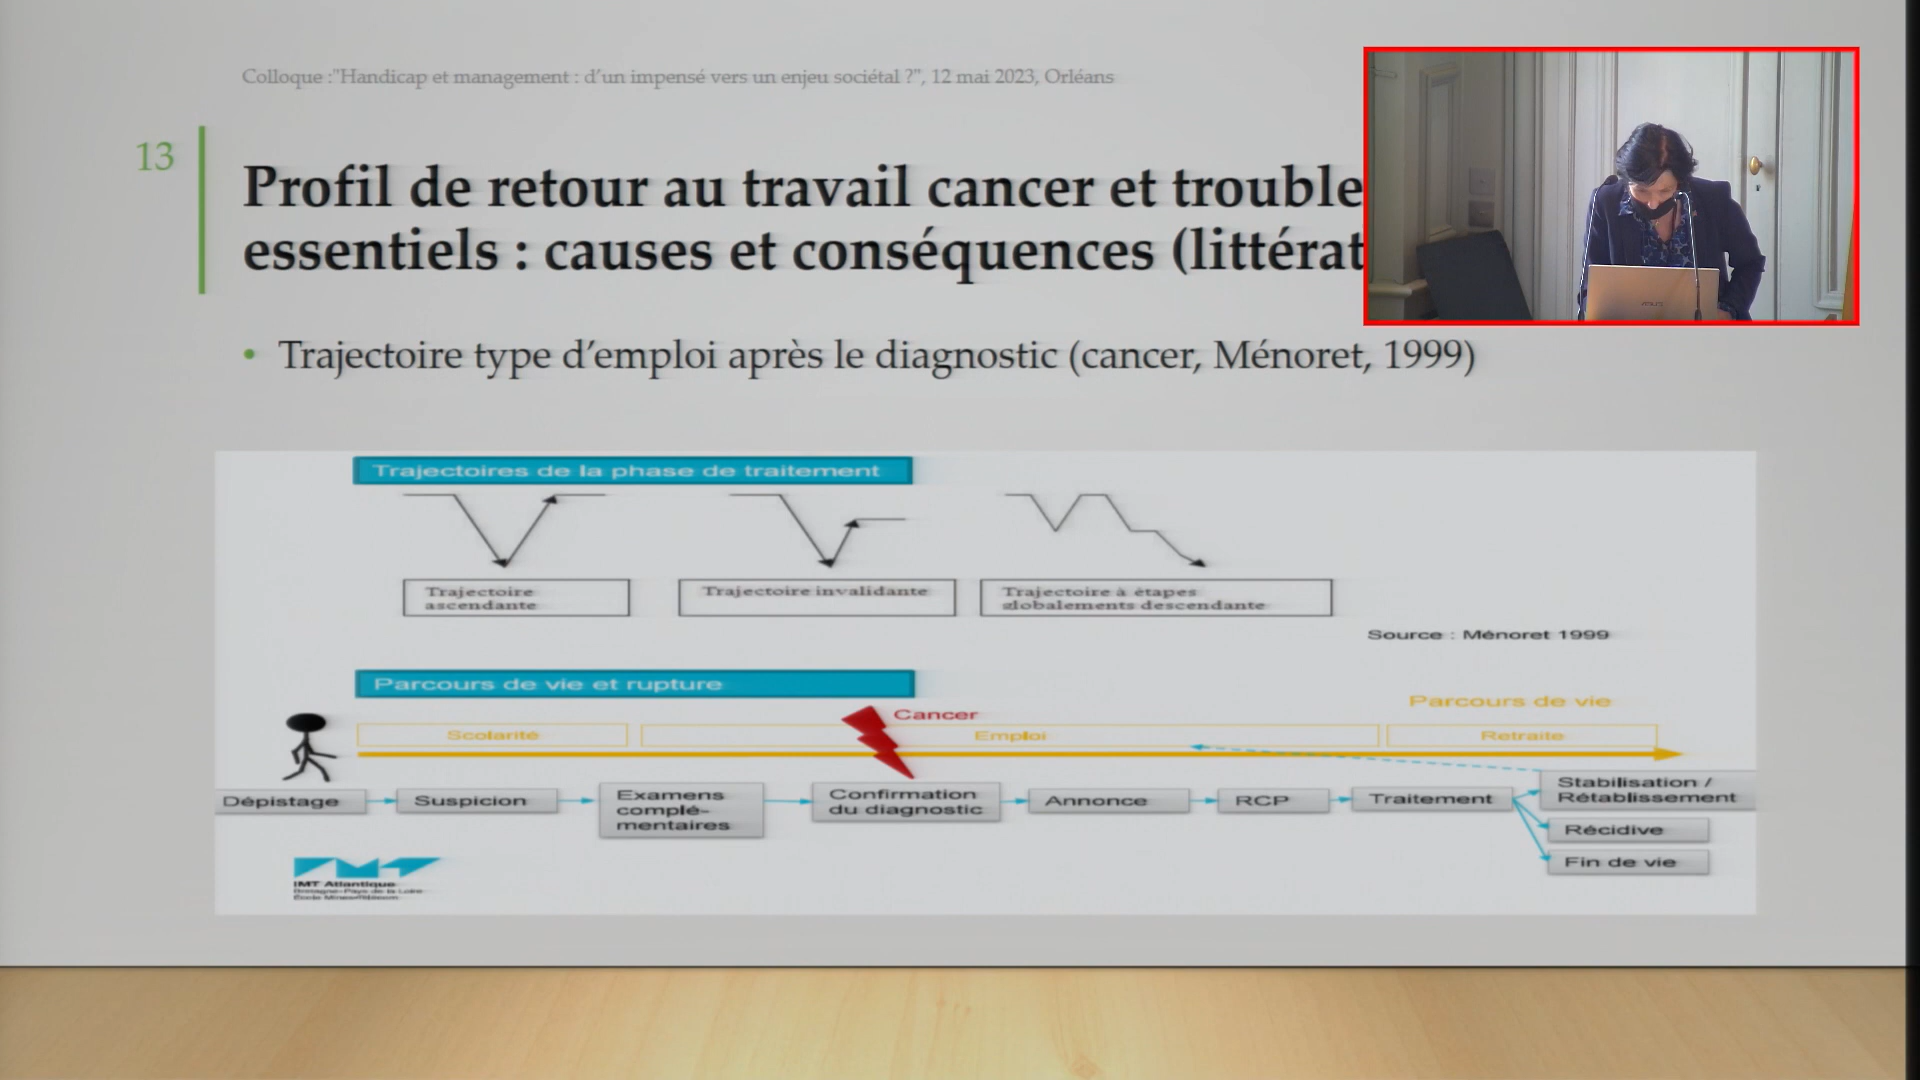 Colloque :"Handicap et management : d’un impensé vers un enjeu sociétal ?", 12 mai 2023, Orléans
13
Profil de retour au travail cancer et trouble
essentiels : causes et conséquences (littérat
• Trajectoire type d’emploi après le diagnostic (cancer, Ménoret, 1999)
Trajectoires de la phase de traitement
Trajectoire
ascendante
Trajectoire invalidante
Trajectoire à étapes
globalements descendante
Source : Ménoret 1999
Parcours de vie et rupture
Parcours de vie
Cancer
Scolarité
Emploi
Retraite
Dépistage
Suspicion
Examens
complé-
mentaires
Confirmation
du diagnostic
Annonce
RCP
Traitement
Stabilisation /
Rétablissement
Récidive
Fin de vie
IMT Atlantique
Bretagne-Pays de la Loire
École Mines-Télécom